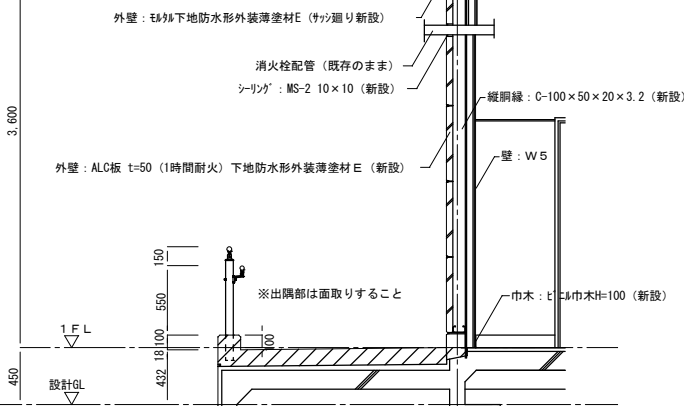 外壁：ﾓﾙﾀﾙ下地防水形外装薄塗材E（ｻｯｼ廻り新設）
消火栓配管（既存のまま）
ｼｰﾘﾝｸﾞ：MS-2 10×10（新設）
縦胴縁：C-100×50×20×3.2（新設）
3,600
外壁：ALC板 t=50（1時間耐火）下地防水形外装薄塗材Ｅ（新設）
壁：Ｗ５
150
550
※出隅部は面取りすること
巾木：ﾋﾞﾆﾙ巾木H=100（新設）
１ＦＬ
100
100
18
450
432
設計GL